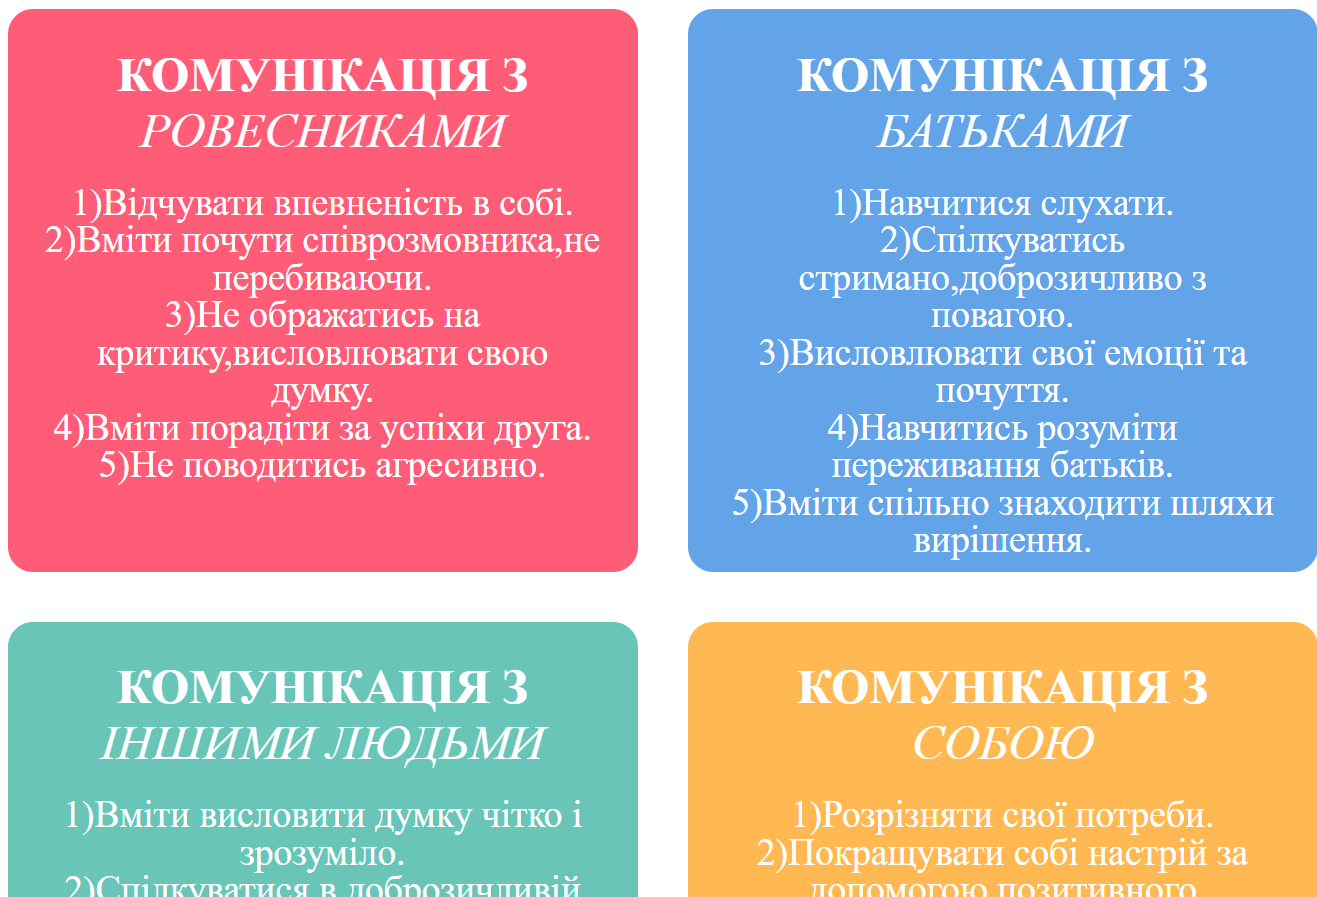 КОМУНІКАЦІЯ З
РОВЕСНИКАМИ
1)Відчувати впевненість в собі.
2)Вміти почути співрозмовника,не
перебиваючи.
3)Не ображатись на
критику,висловлювати свою
думку.
4)Вміти порадіти за успіхи друга.
5)Не поводитись агресивно.
КОМУНІКАЦІЯ З
БАТЬКАМИ
1)Навчитися слухати.
2)Спілкуватись
стримано,доброзичливо з
повагою.
3)Висловлювати свої емоції та
почуття.
4)Навчитись розуміти
переживання батьків.
5)Вміти спільно знаходити шляхи
вирішення.
КОМУНІКАЦІЯ З
ІНШИМИ ЛЮДЬМИ
1)Вміти висловити думку чітко і
зрозуміло.
2)Спілкуватися в доброзичливій
КОМУНІКАЦІЯ З
СОБОЮ
1)Розрізняти свої потреби.
2)Покращувати собі настрій за
допомогою позитивного